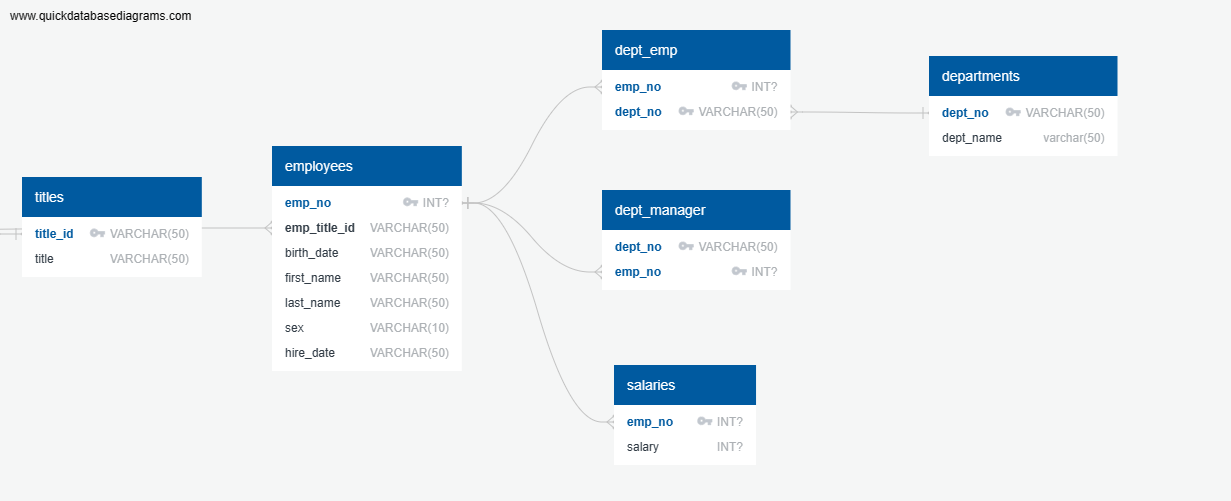 www.quickdatabasediagrams.com
titles
title_id VARCHAR(50)
title VARCHAR(50)
employees
emp_no INT?
emp_title_id VARCHAR(50)
birth_date VARCHAR(50)
first_name VARCHAR(50)
last_name VARCHAR(50)
sex VARCHAR(10)
hire_date VARCHAR(50)
dept_emp
emp_no INT?
dept_no VARCHAR(50)
dept_manager
dept_no VARCHAR(50)
emp_no INT?
salaries
emp_no INT?
salary INT?
departments
dept_no VARCHAR(50)
dept_name varchar(50)